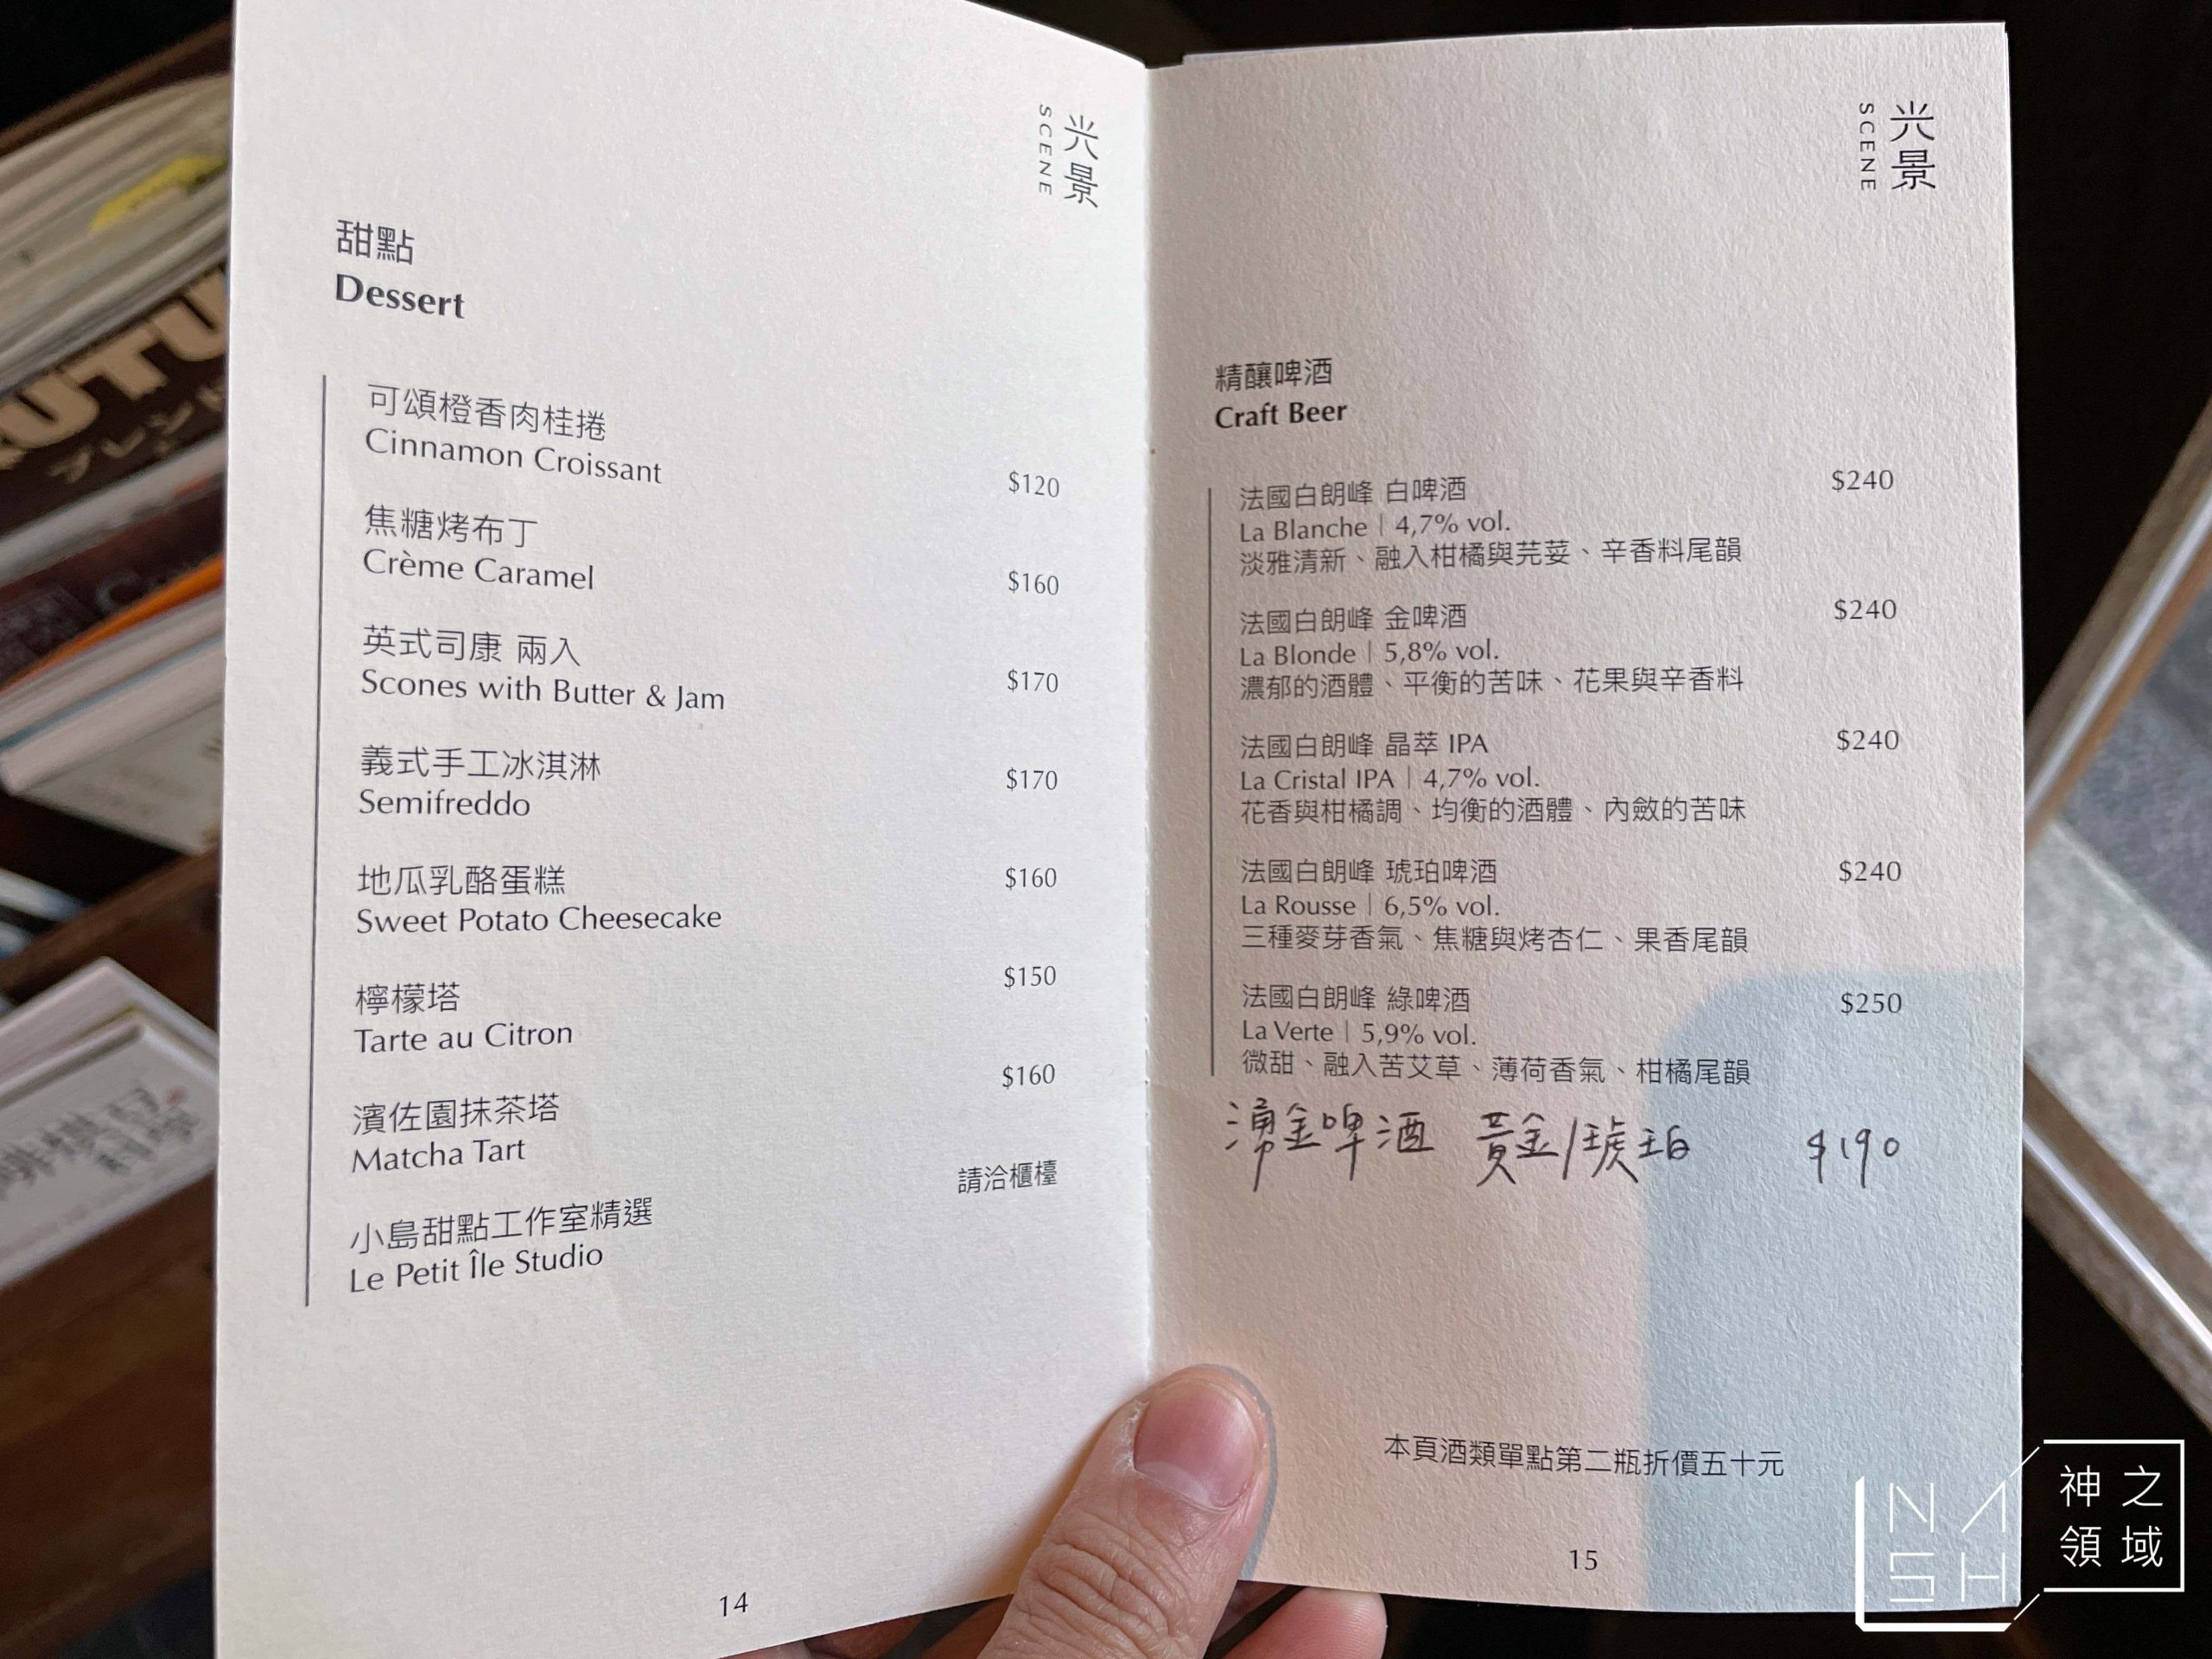 光景
SCENE
甜點
Dessert
可頌橙香肉桂捲
Cinnamon Croissant
$120
焦糖烤布丁
Crème Caramel
$160
英式司康 兩入
Scones with Butter & Jam
$170
義式手工冰淇淋
Semifreddo
$170
地瓜乳酪蛋糕
Sweet Potato Cheesecake
$160
檸檬塔
Tarte au Citron
$150
濱佐園抹茶塔
Matcha Tart
$160
小島甜點工作室精選
Le Petit Île Studio
請洽櫃檯
14
光景
SCENE
精釀啤酒
Craft Beer
法國白朗峰 白啤酒 $240
La Blanche | 4,7% vol.
淡雅清新、融入柑橘與芫荽、辛香料尾韻
法國白朗峰 金啤酒 $240
La Blonde | 5,8% vol.
濃郁的酒體、平衡的苦味、花果與辛香料
法國白朗峰 晶萃 IPA $240
La Cristal IPA | 4,7% vol.
花香與柑橘調、均衡的酒體、內斂的苦味
法國白朗峰 琥珀啤酒 $240
La Rousse | 6,5% vol.
三種麥芽香氣、焦糖與烤杏仁、果香尾韻
法國白朗峰 綠啤酒 $250
La Verte | 5,9% vol.
微甜、融入苦艾草、薄荷香氣、柑橘尾韻
湧金啤酒 黃金/琥珀 $190
本頁酒類單點第二瓶折價五十元
15
NASH
神之
領域